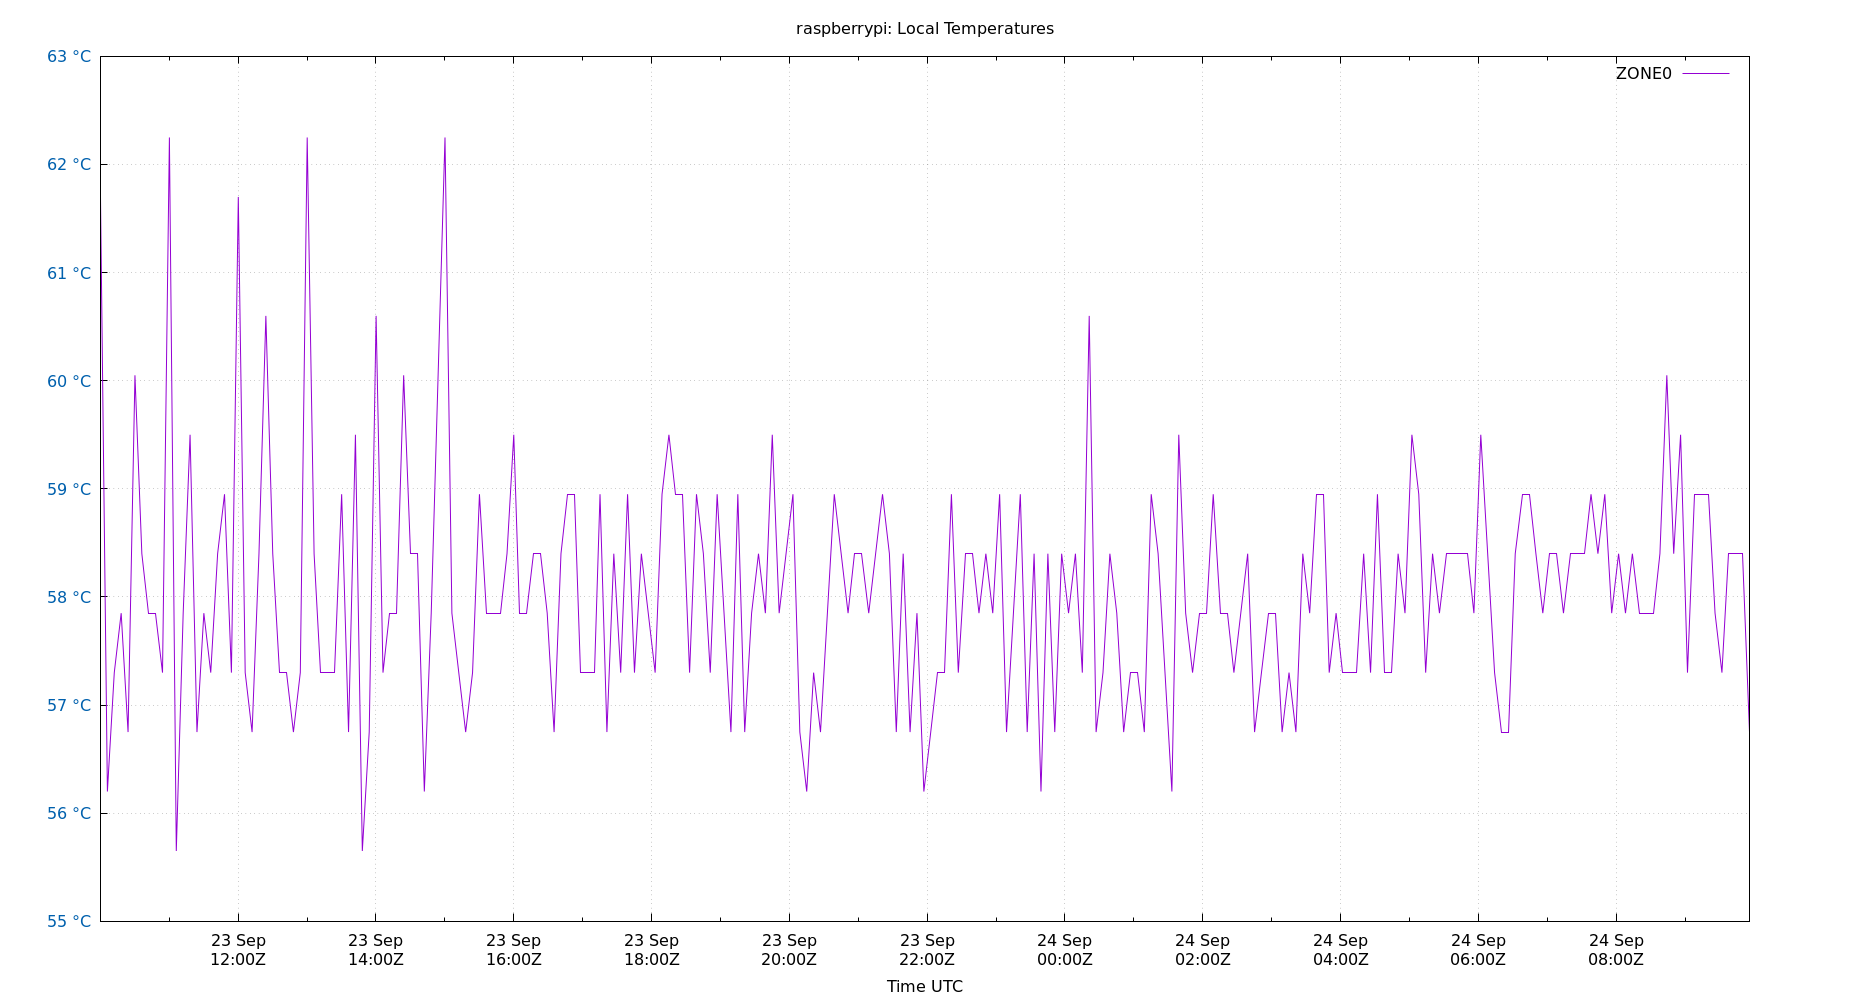 raspberrypi: Local Temperatures
63 °C
ZONE0
62 °C
61 °C
60 °C
59 °C
58 °C
57 °C
56 °C
55 °C
23 Sep 23 Sep 23 Sep 23 Sep 23 Sep 23 Sep 24 Sep 24 Sep 24 Sep 24 Sep 24 Sep
12:00Z 14:00Z 16:00Z 18:00Z 20:00Z 22:00Z 00:00Z 02:00Z 04:00Z 06:00Z 08:00Z
Time UTC